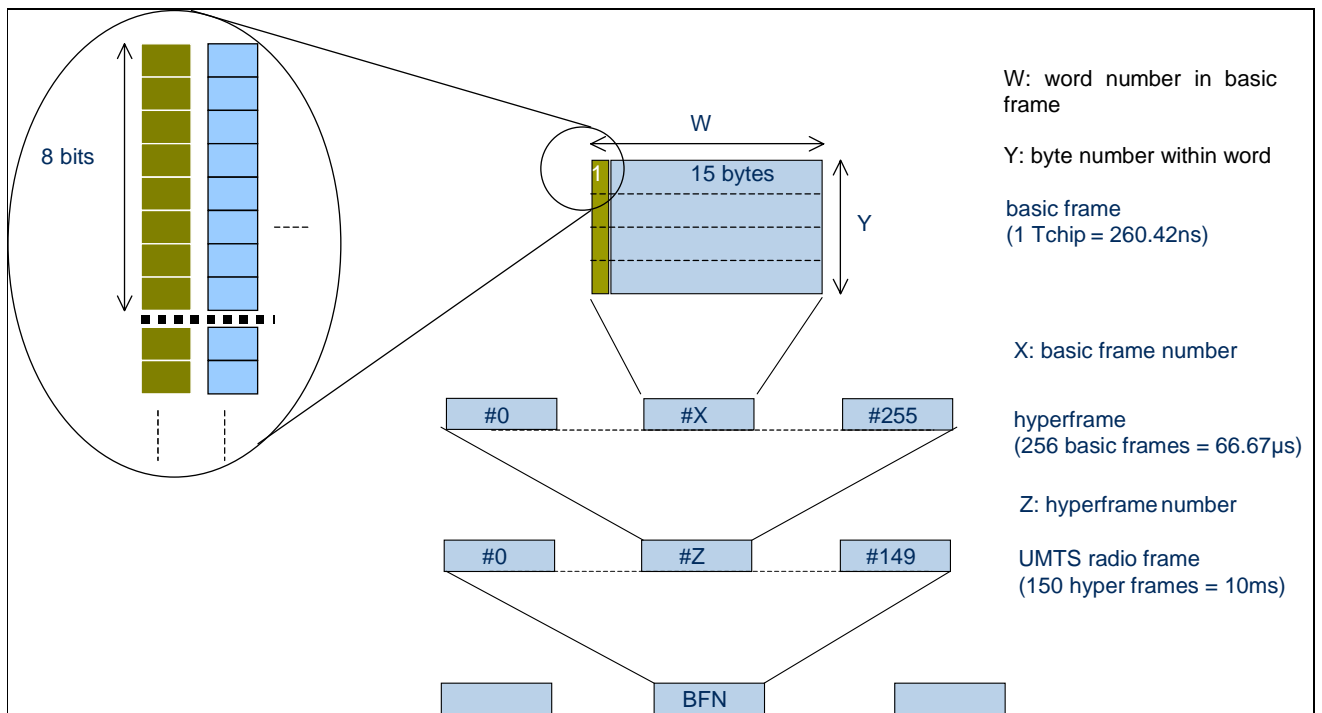 W: word number in basic
frame
W
8 bits
Y: byte number within word
1
15 bytes
basic frame
(1 Tchip = 260.42ns)
Y
X: basic frame number
#0
#X
#255
hyperframe
(256 basic frames = 66.67µs)
Z: hyperframe number
#0
#Z
#149
UMTS radio frame
(150 hyper frames = 10ms)
BFN